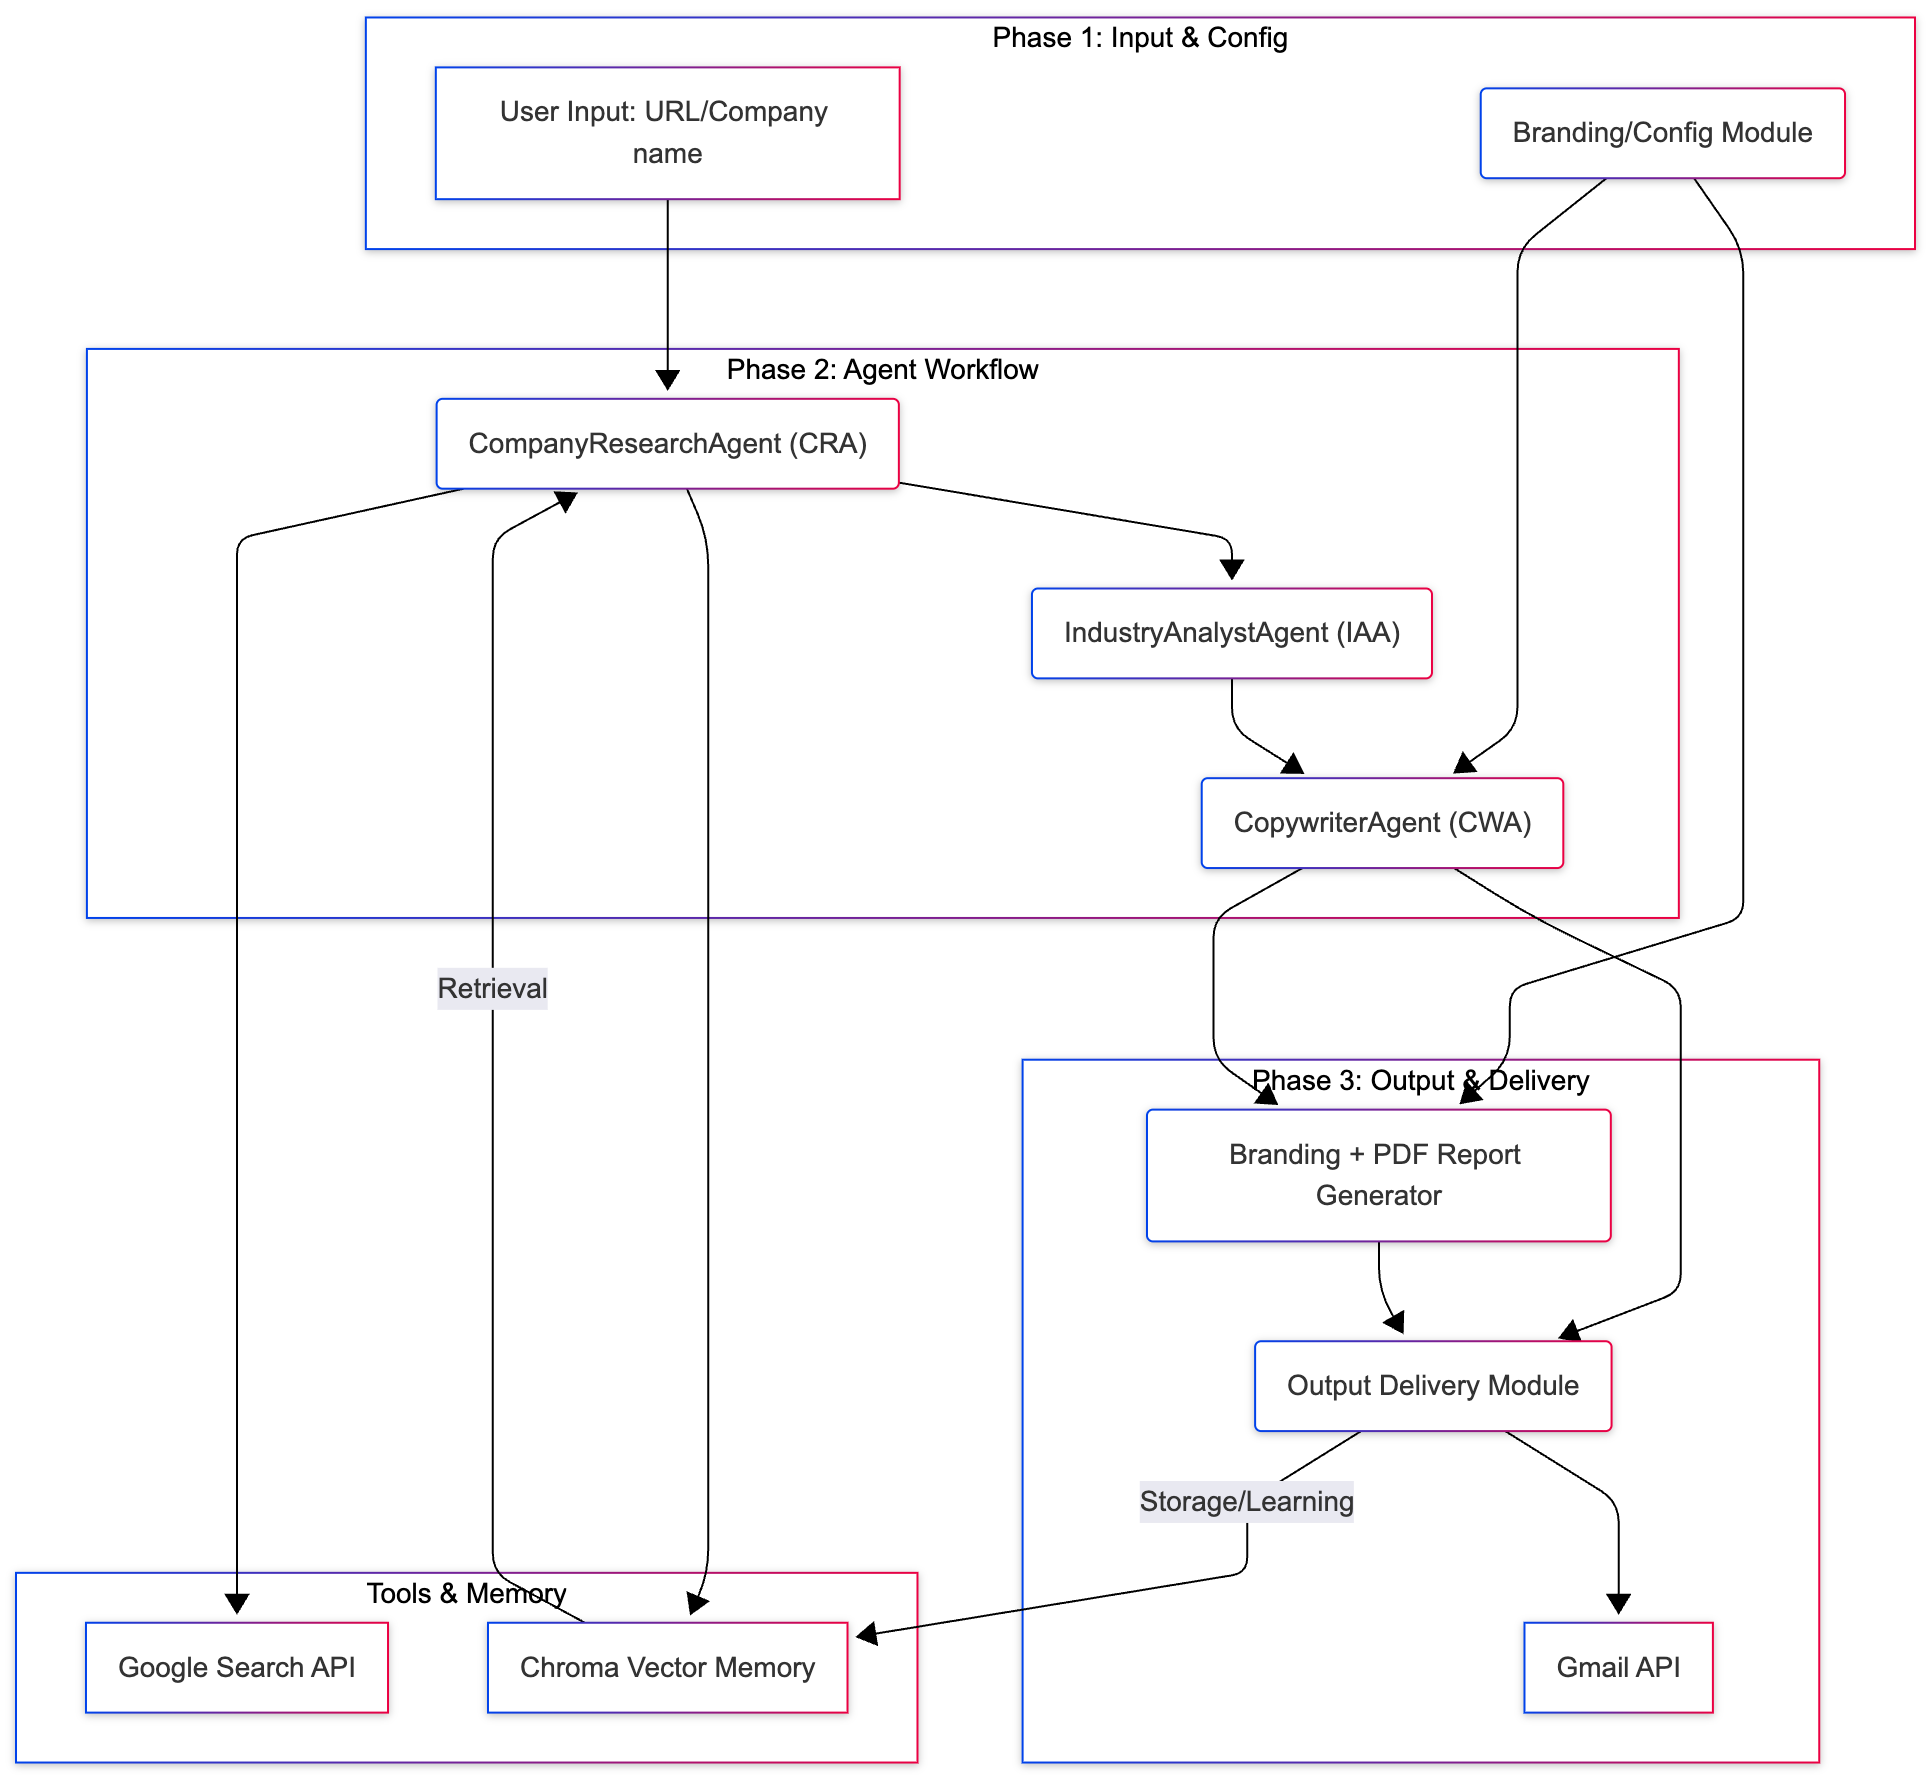 Phase 1: Input & Config
User Input: URL/Company
name
Branding/Config Module
Phase 2: Agent Workflow
CompanyResearchAgent (CRA)
IndustryAnalystAgent (IAA)
CopywriterAgent (CWA)
Retrieval
Phase 3: Output & Delivery
Branding + PDF Report
Generator
Output Delivery Module
Storage/Learning
Tools & Memory
Google Search API
Chroma Vector Memory
Gmail API